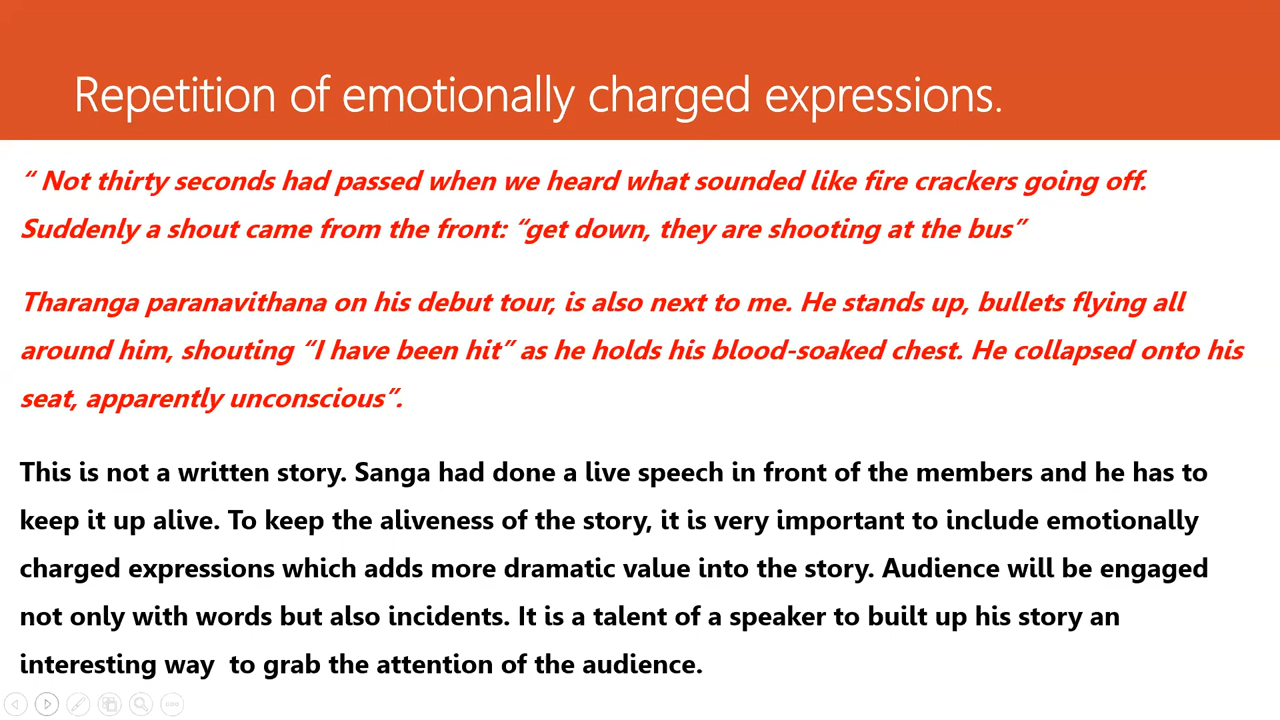 Repetition of emotionally charged expressions.
“ Not thirty seconds had passed when we heard what sounded like fire crackers going off.
Suddenly a shout came from the front: “get down, they are shooting at the bus”
Tharanga paranavithana on his debut tour, is also next to me. He stands up, bullets flying all
around him, shouting “I have been hit” as he holds his blood-soaked chest. He collapsed onto his
seat, apparently unconscious”.
This is not a written story. Sanga had done a live speech in front of the members and he has to
keep it up alive. To keep the aliveness of the story, it is very important to include emotionally
charged expressions which adds more dramatic value into the story. Audience will be engaged
not only with words but also incidents. It is a talent of a speaker to built up his story an
interesting way  to grab the attention of the audience.